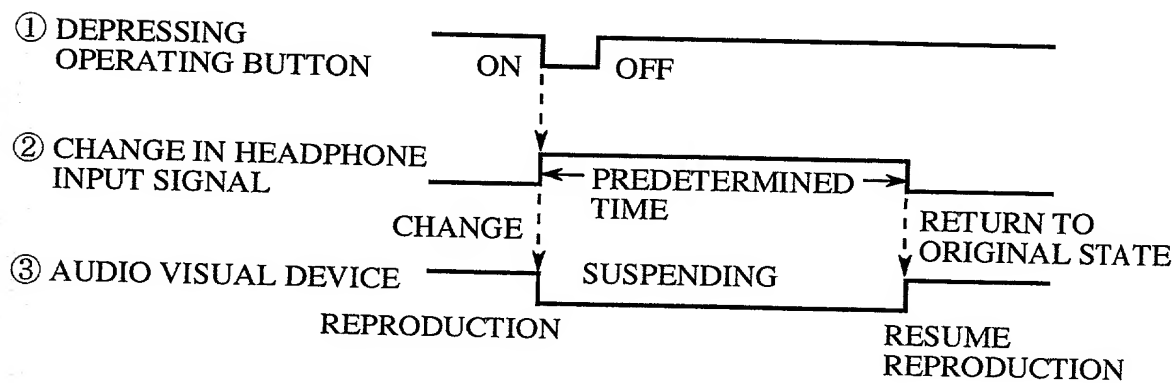 ① DEPRESSING
OPERATING BUTTON
ON
OFF
② CHANGE IN HEADPHONE
INPUT SIGNAL
PREDETERMINED
TIME
CHANGE
RETURN TO
ORIGINAL STATE
③ AUDIO VISUAL DEVICE
SUSPENDING
REPRODUCTION
RESUME
REPRODUCTION